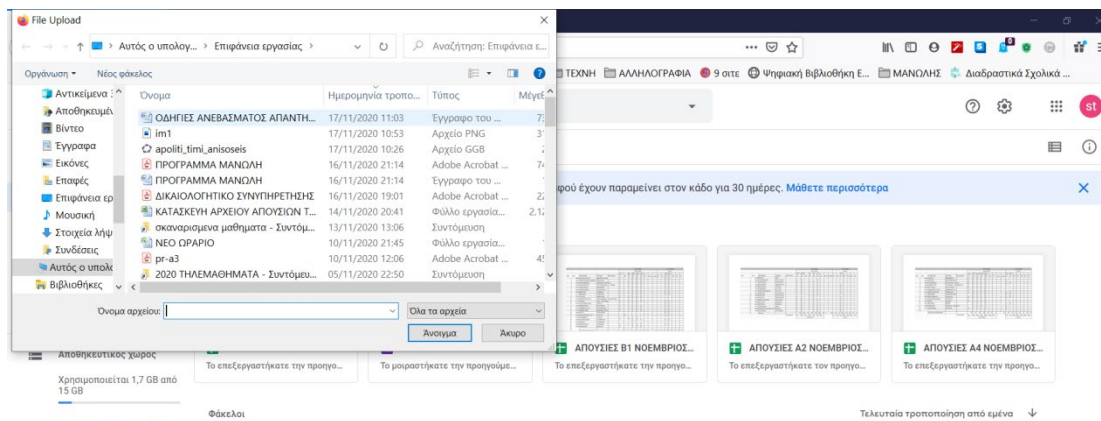 File Upload
Αυτός ο υπολογ... > Επιφάνεια εργασίας >
Αναζήτηση: Επιφάνεια ε...
Οργάνωση Νέος φάκελος
ΤΕΧΝΗ ΑΛΛΗΛΟΓΡΑΦΙΑ 9 σιτε Ψηφιακή Βιβλιοθήκη Ε... ΜΑΝΩΛΗΣ Διαδραστικά Σχολικά ...
Αντικείμενα
Αποθηκευμέν
Βίντεο
Έγγραφα
Εικόνες
Επαφές
Επιφάνεια ερ
Μουσική
Στοιχεία λήψ
Συνδέσεις
Αυτός ο υπολο
Βιβλιοθήκες
Όνομα Ημερομηνία τροπο... Τύπος Μέγεθ
ΟΔΗΓΙΕΣ ΑΝΕΒΑΣΜΑΤΟΣ ΑΠΑΝΤΗ... 17/11/2020 11:03 Έγγραφο του ...
im1 17/11/2020 10:53 Αρχείο PNG
apoliti_timi_anisoseis 17/11/2020 10:26 Αρχείο GGB
ΠΡΟΓΡΑΜΜΑ ΜΑΝΩΛΗ 16/11/2020 21:14 Adobe Acrobat ...
ΠΡΟΓΡΑΜΜΑ ΜΑΝΩΛΗ 16/11/2020 21:14 Έγγραφο του ...
ΔΙΚΑΙΟΛΟΓΗΤΙΚΟ ΣΥΝΥΠΗΡΕΤΗΣΗΣ 16/11/2020 19:01 Adobe Acrobat ...
ΚΑΤΑΣΚΕΥΗ ΑΡΧΕΙΟΥ ΑΠΟΥΣΙΩΝ Τ... 14/11/2020 20:41 Φύλλο εργασία... 2.12
σκαναρισμενα μαθηματα - Συντόμ... 13/11/2020 13:06 Συντόμευση
ΝΕΟ ΩΡΑΡΙΟ 10/11/2020 21:45 Φύλλο εργασία...
pr-a3 10/11/2020 12:06 Adobe Acrobat ...
2020 ΤΗΛΕΜΑΘΗΜΑΤΑ - Συντόμευ... 05/11/2020 22:50 Συντόμευση
Όνομα αρχείου: Όλα τα αρχεία
Άνοιγμα Άκυρο
st
φού έχουν παραμείνει στον κάδο για 30 ημέρες. Μάθετε περισσότερα
ΑΠΟΥΣΙΕΣ Β1 ΝΟΕΜΒΡΙΟΣ... ΑΠΟΥΣΙΕΣ Α2 ΝΟΕΜΒΡΙΟΣ... ΑΠΟΥΣΙΕΣ Α4 ΝΟΕΜΒΡΙΟΣ...
Αποθηκευτικός χώρος
Το επεξεργαστήκατε την προηγο... Το μοιραστήκατε την προηγούμε... Το επεξεργαστήκατε την προηγο... Το επεξεργαστήκατε τον προηγο... Το επεξεργαστήκατε την προηγο...
Χρησιμοποιείται 1,7 GB από
15 GB
Φάκελοι
Τελευταία τροποποίηση από εμένα